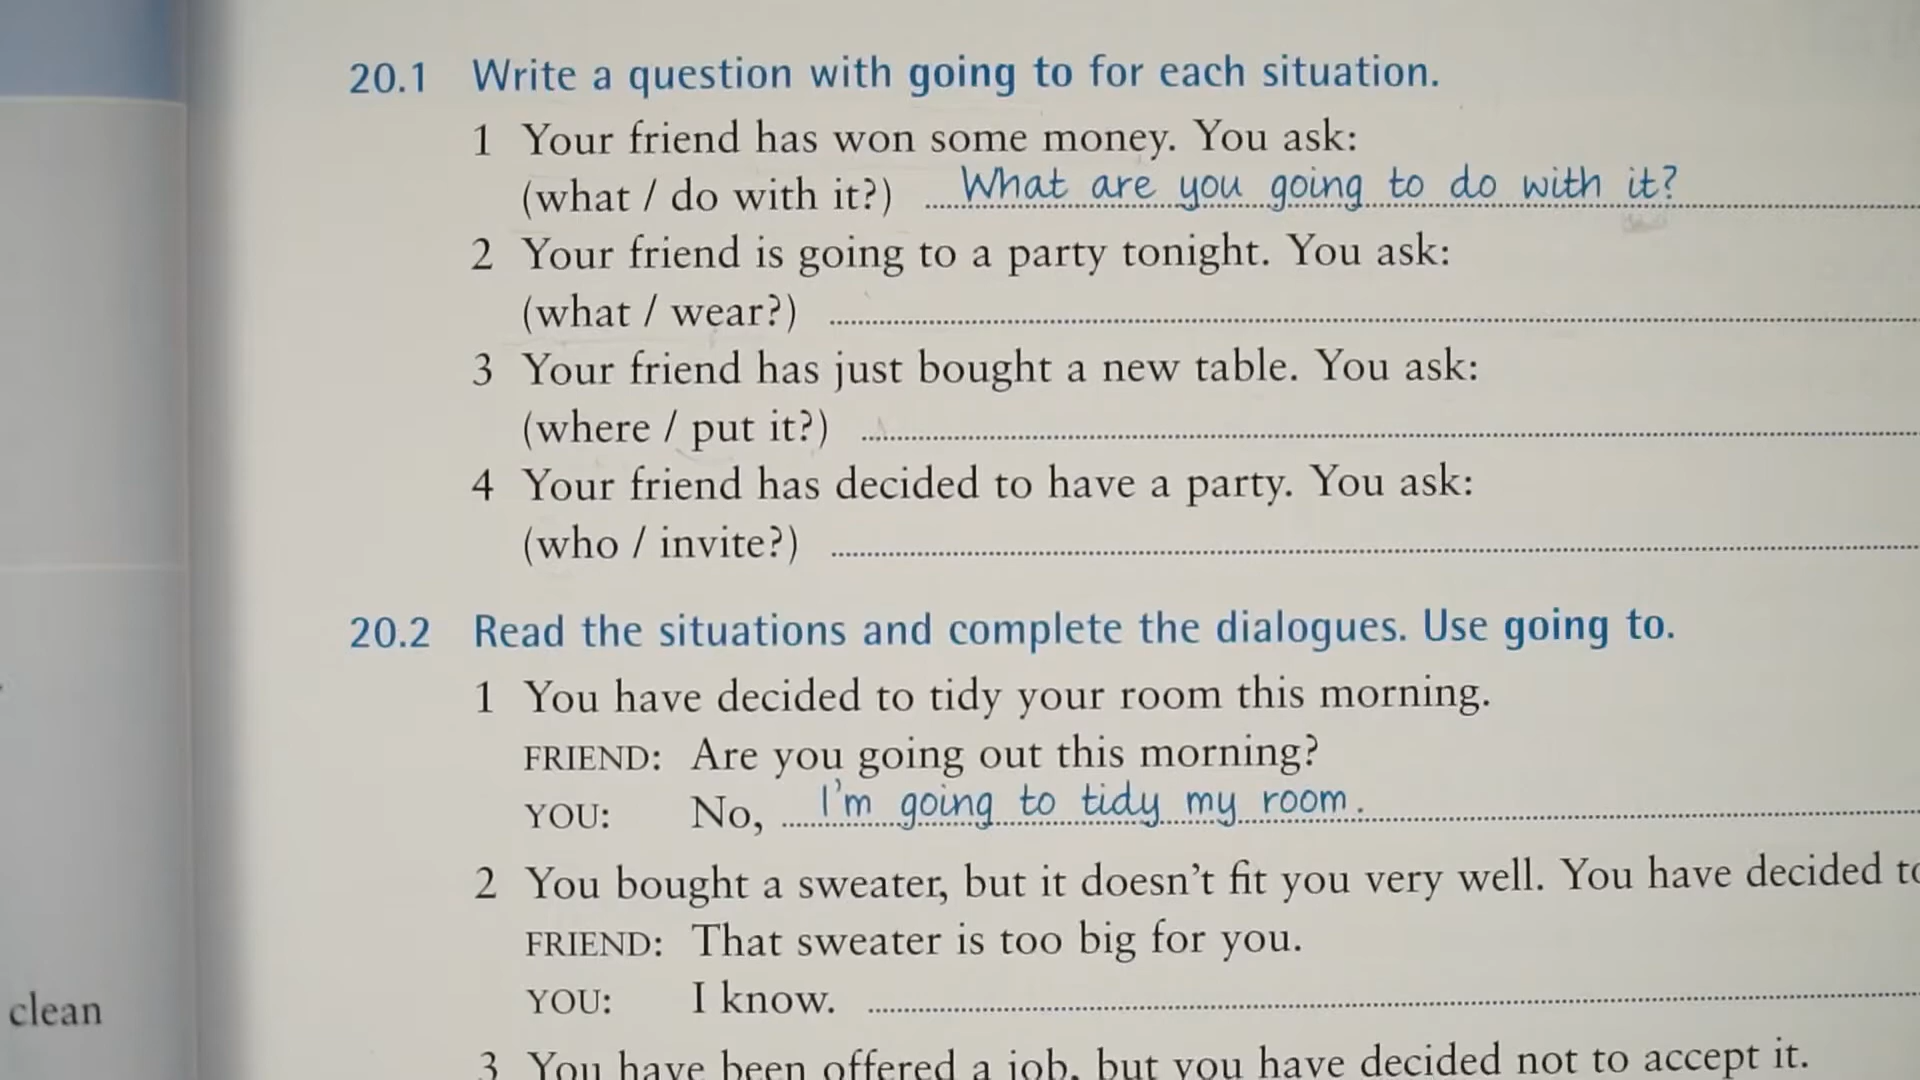 20.1 Write a question with going to for each situation.
1 Your friend has won some money. You ask:
(what / do with it?) What are you going to do with it?
2 Your friend is going to a party tonight. You ask:
(what / wear?)
3 Your friend has just bought a new table. You ask:
(where / put it?)
4 Your friend has decided to have a party. You ask:
(who / invite?)
20.2 Read the situations and complete the dialogues. Use going to.
1 You have decided to tidy your room this morning.
FRIEND: Are you going out this morning?
YOU: No, I'm going to tidy my room.
2 You bought a sweater, but it doesn't fit you very well. You have decided to
FRIEND: That sweater is too big for you.
YOU: I know.
clean
3 You have been offered a job, but you have decided not to accept it.